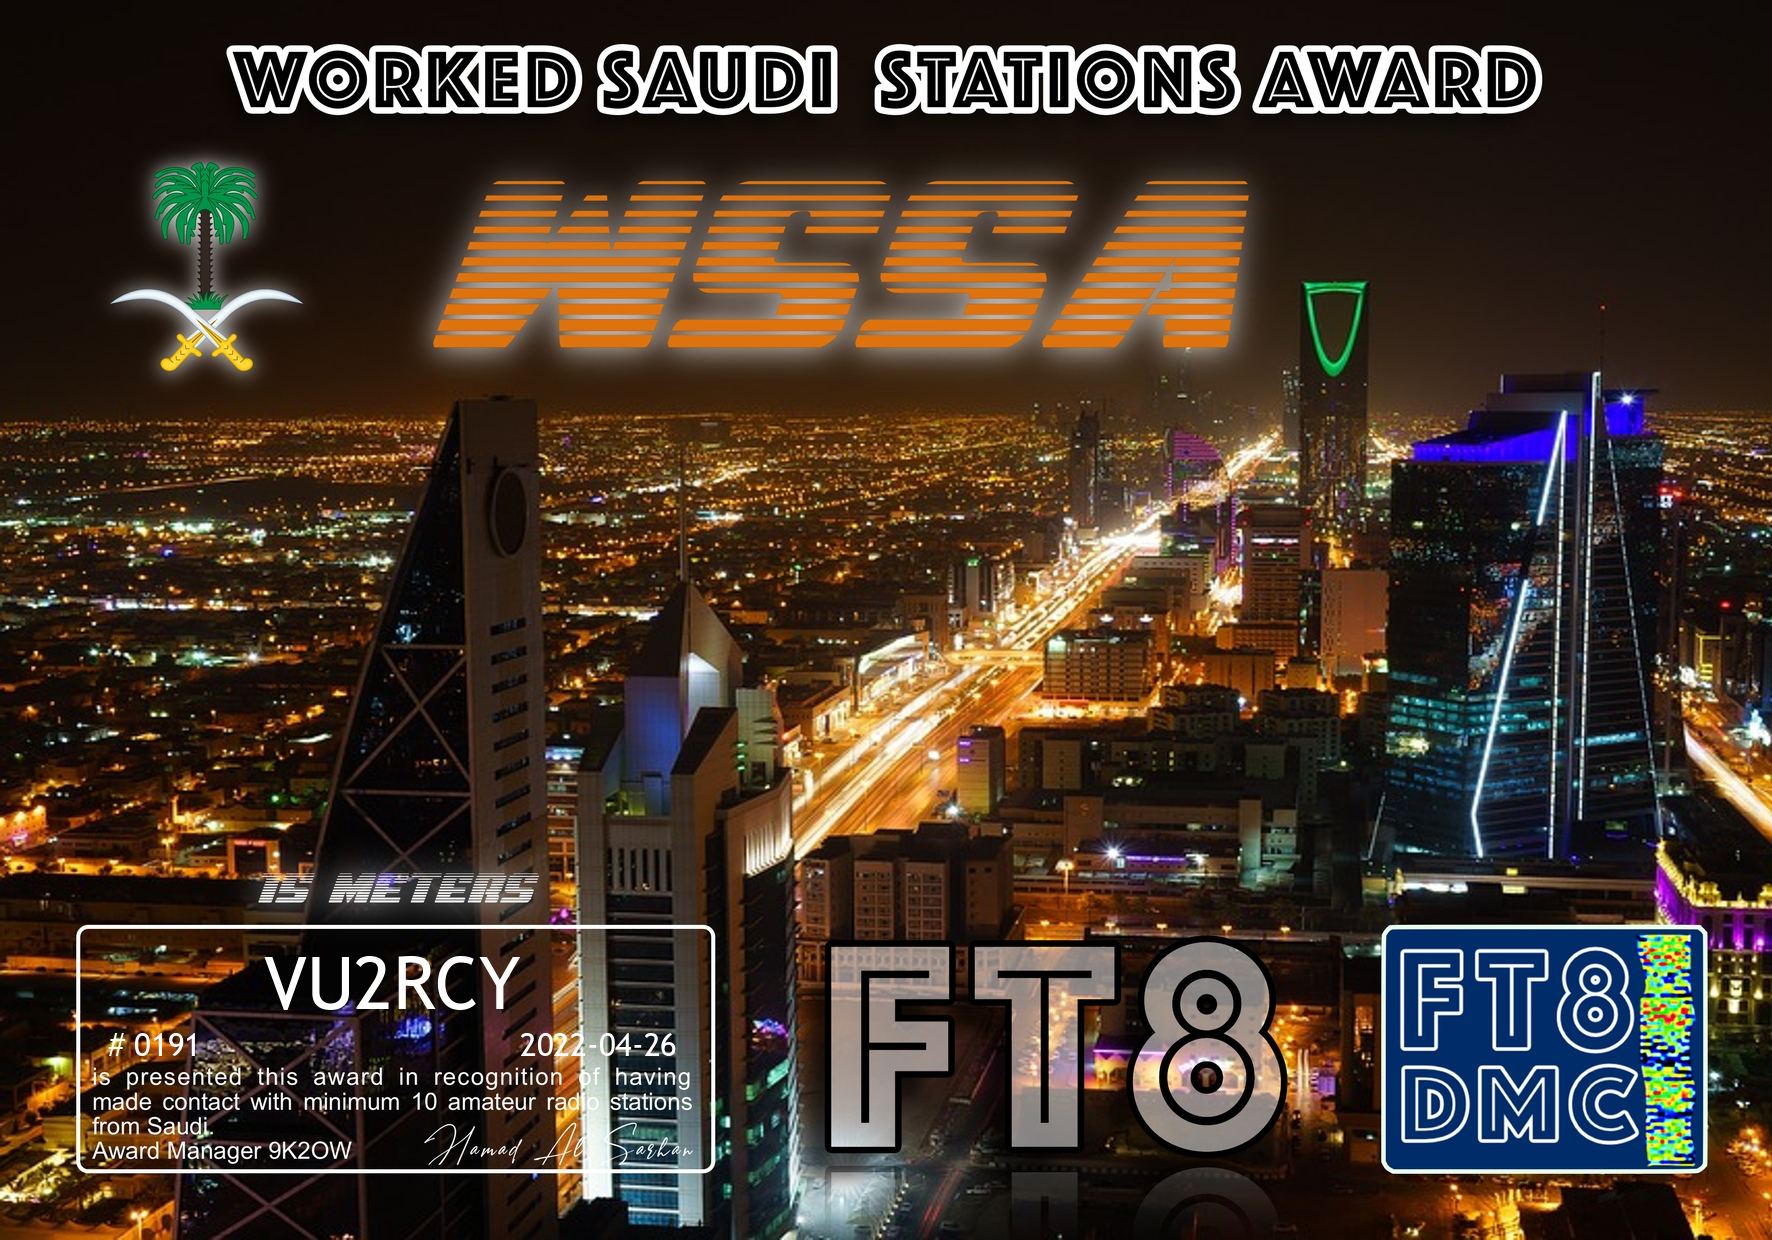 WORKED SAUDI STATIONS AWARD
WSSA
15 METERS
VU2RCY
# 0191 2022-04-26
is presented this award in recognition of having
made contact with minimum 10 amateur radio stations
from Saudi.
Award Manager 9K2OW Hamad Al Sarhan
FT8
FT8
DMC